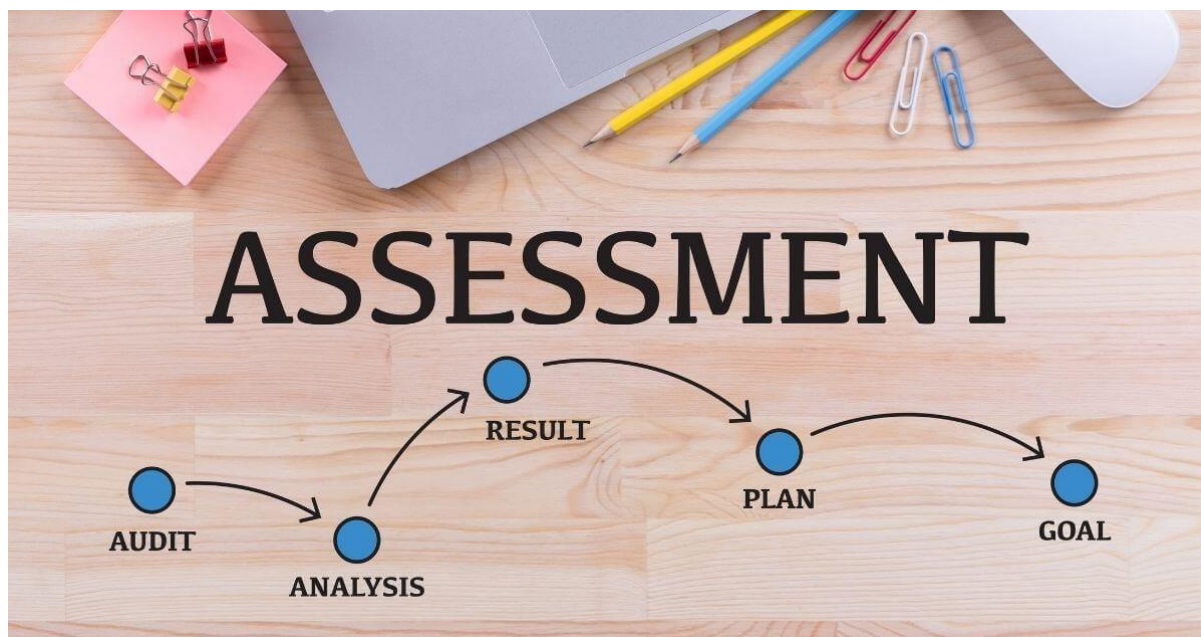 ASSESSMENT
RESULT
PLAN
AUDIT
GOAL
ANALYSIS